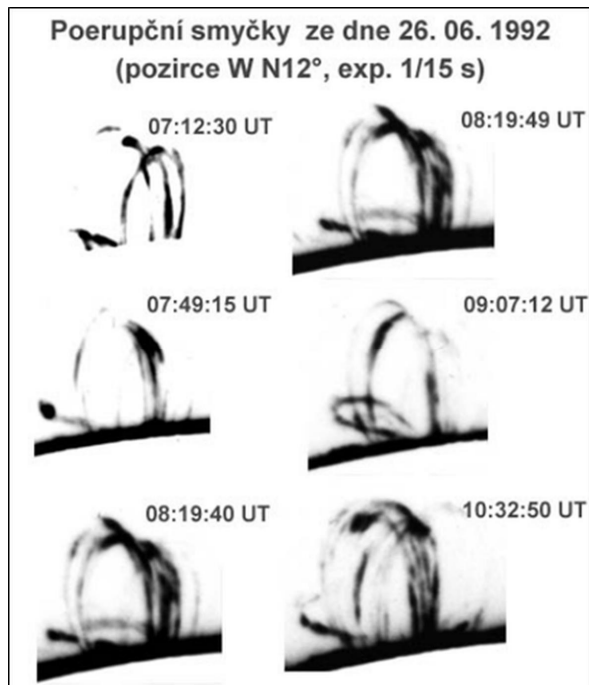 Poerupční smyčky ze dne 26. 06. 1992
(pozirce W N12°, exp. 1/15 s)
07:12:30 UT
08:19:49 UT
07:49:15 UT
09:07:12 UT
08:19:40 UT
10:32:50 UT